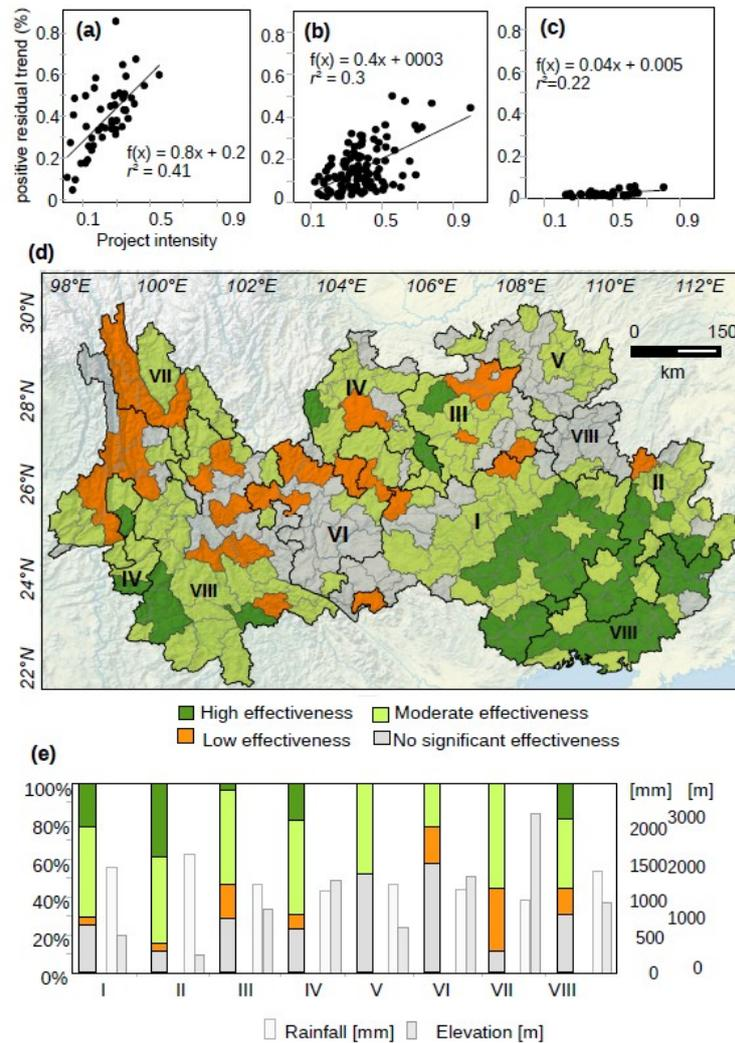 (a)
(b)
(c)
positive residual trend (%)
0.8
0.6
0.4
0.2
0
f(x) = 0.8x + 0.2
r² = 0.41
0.1 0.5 0.9
Project intensity
0.8
0.6
0.4
0.2
0
f(x) = 0.4x + 0003
r² = 0.3
0.1 0.5 0.9
0.8
0.6
0.4
0.2
0
f(x) = 0.04x + 0.005
r²=0.22
0.1 0.5 0.9
(d)
98°E 100°E 102°E 104°E 106°E 108°E 110°E 112°E
30°N
28°N
26°N
24°N
22°N
0 150
km
VII
IV
III
V
VIII
II
I
VI
IV
VIII
VIII
High effectiveness Moderate effectiveness
Low effectiveness No significant effectiveness
(e)
100%
80%
60%
40%
20%
0%
[mm] [m]
2000 3000
1500 2000
1000 1000
500
0 0
I II III IV V VI VII VIII
Rainfall [mm] Elevation [m]